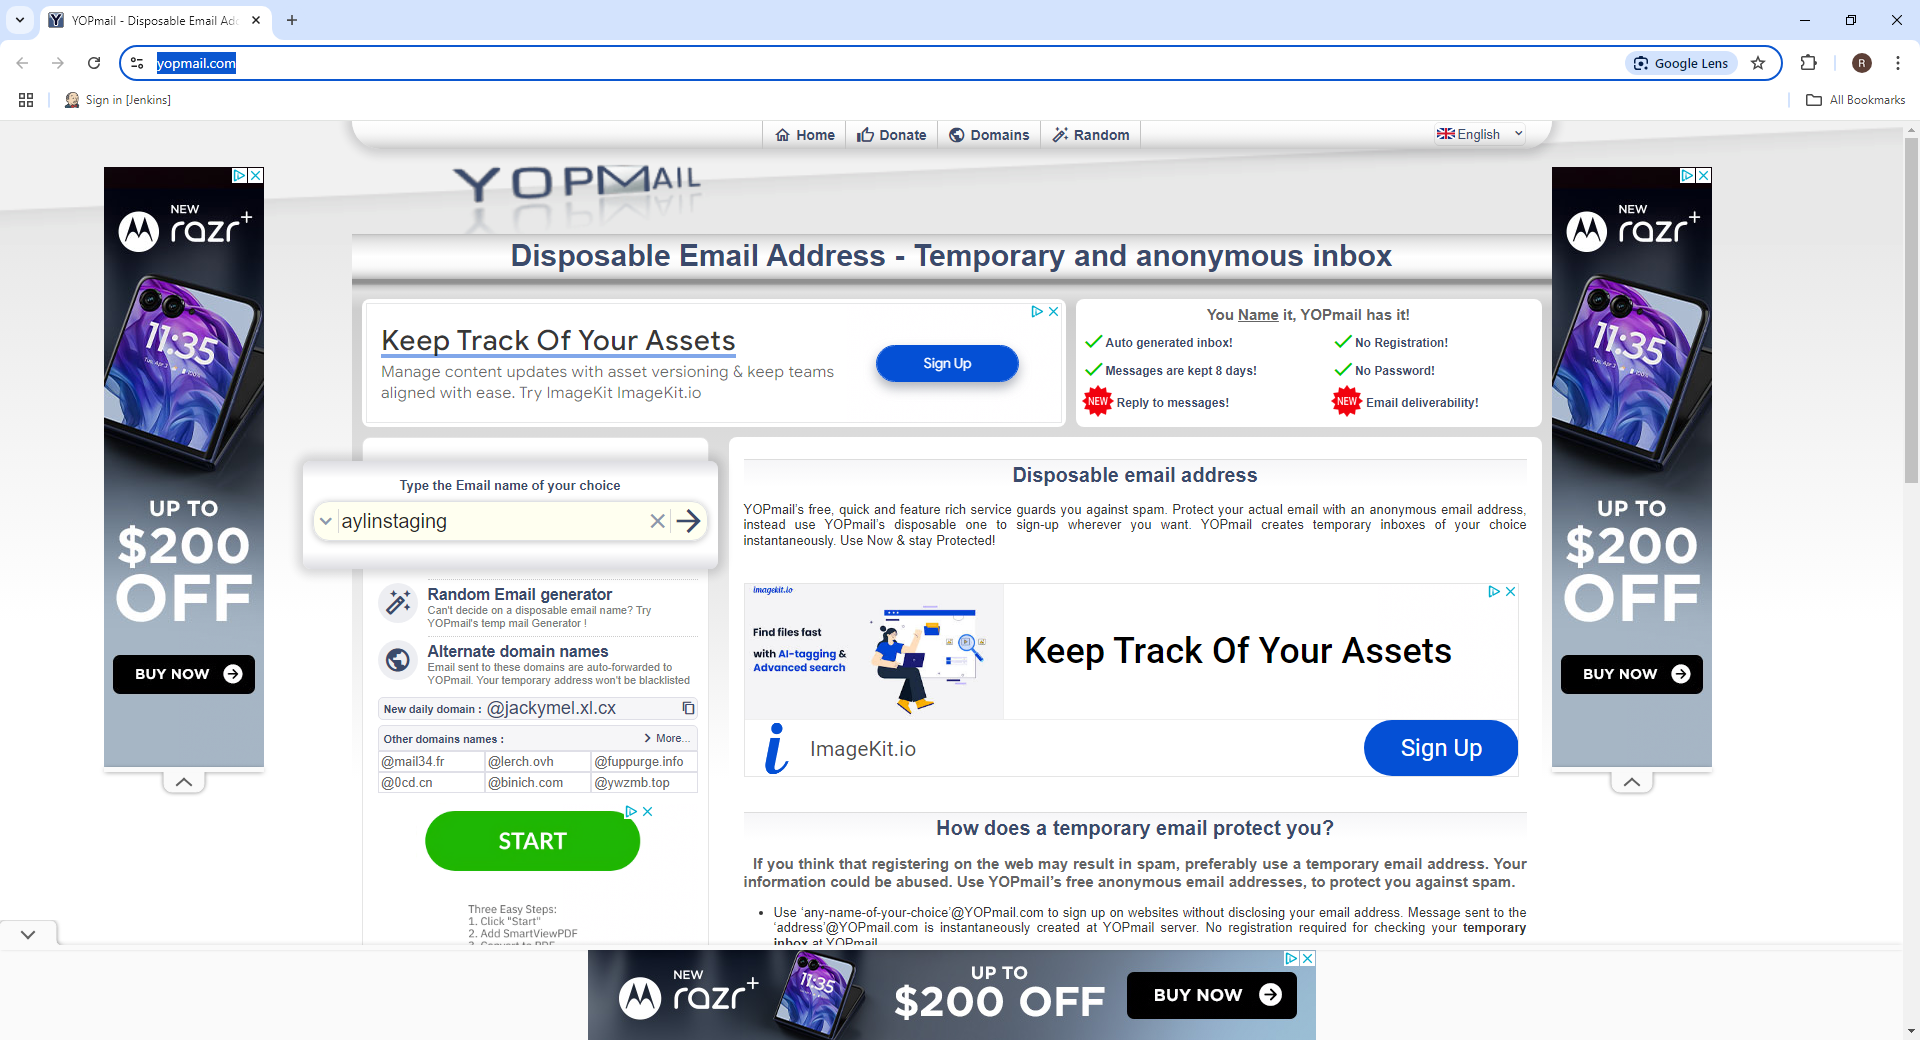 YOPmail - Disposable Email Add
yopmail.com
Google Lens
R
Sign in [Jenkins]
All Bookmarks
Home
Donate
Domains
Random
English
YOPMAIL
Disposable Email Address - Temporary and anonymous inbox
NEW
razr+
11:35
UP TO
$200
OFF
BUY NOW
Keep Track Of Your Assets
Manage content updates with asset versioning & keep teams
aligned with ease. Try ImageKit ImageKit.io
Sign Up
You Name it, YOPmail has it!
Auto generated inbox!
No Registration!
Messages are kept 8 days!
No Password!
NEW Reply to messages!
NEW Email deliverability!
Type the Email name of your choice
aylinstaging
Random Email generator
Can't decide on a disposable email name? Try
YOPmail's temp mail Generator !
Alternate domain names
Email sent to these domains are auto-forwarded to
YOPmail. Your temporary address won't be blacklisted
New daily domain : @jackymel.xl.cx
Other domains names :
More...
@mail34.fr @lerch.ovh @fuppurge.info
@0cd.cn @binich.com @ywzmb.top
START
Three Easy Steps:
1. Click "Start"
2. Add SmartViewPDF
3. Convert to PDF
Disposable email address
YOPmail's free, quick and feature rich service guards you against spam. Protect your actual email with an anonymous email address,
instead use YOPmail's disposable one to sign-up wherever you want. YOPmail creates temporary inboxes of your choice
instantaneously. Use Now & stay Protected!
imagekit.io
Find files fast
with AI-tagging &
Advanced search
Keep Track Of Your Assets
ImageKit.io
Sign Up
How does a temporary email protect you?
If you think that registering on the web may result in spam, preferably use a temporary email address. Your
information could be abused. Use YOPmail's free anonymous email addresses, to protect you against spam.
• Use 'any-name-of-your-choice'@YOPmail.com to sign up on websites without disclosing your email address. Message sent to the
'address'@YOPmail.com is instantaneously created at YOPmail server. No registration required for checking your temporary
inbox at YOPmail
NEW
razr+
11:35
UP TO
$200
OFF
BUY NOW
NEW
razr+
11:35
UP TO
$200 OFF
BUY NOW